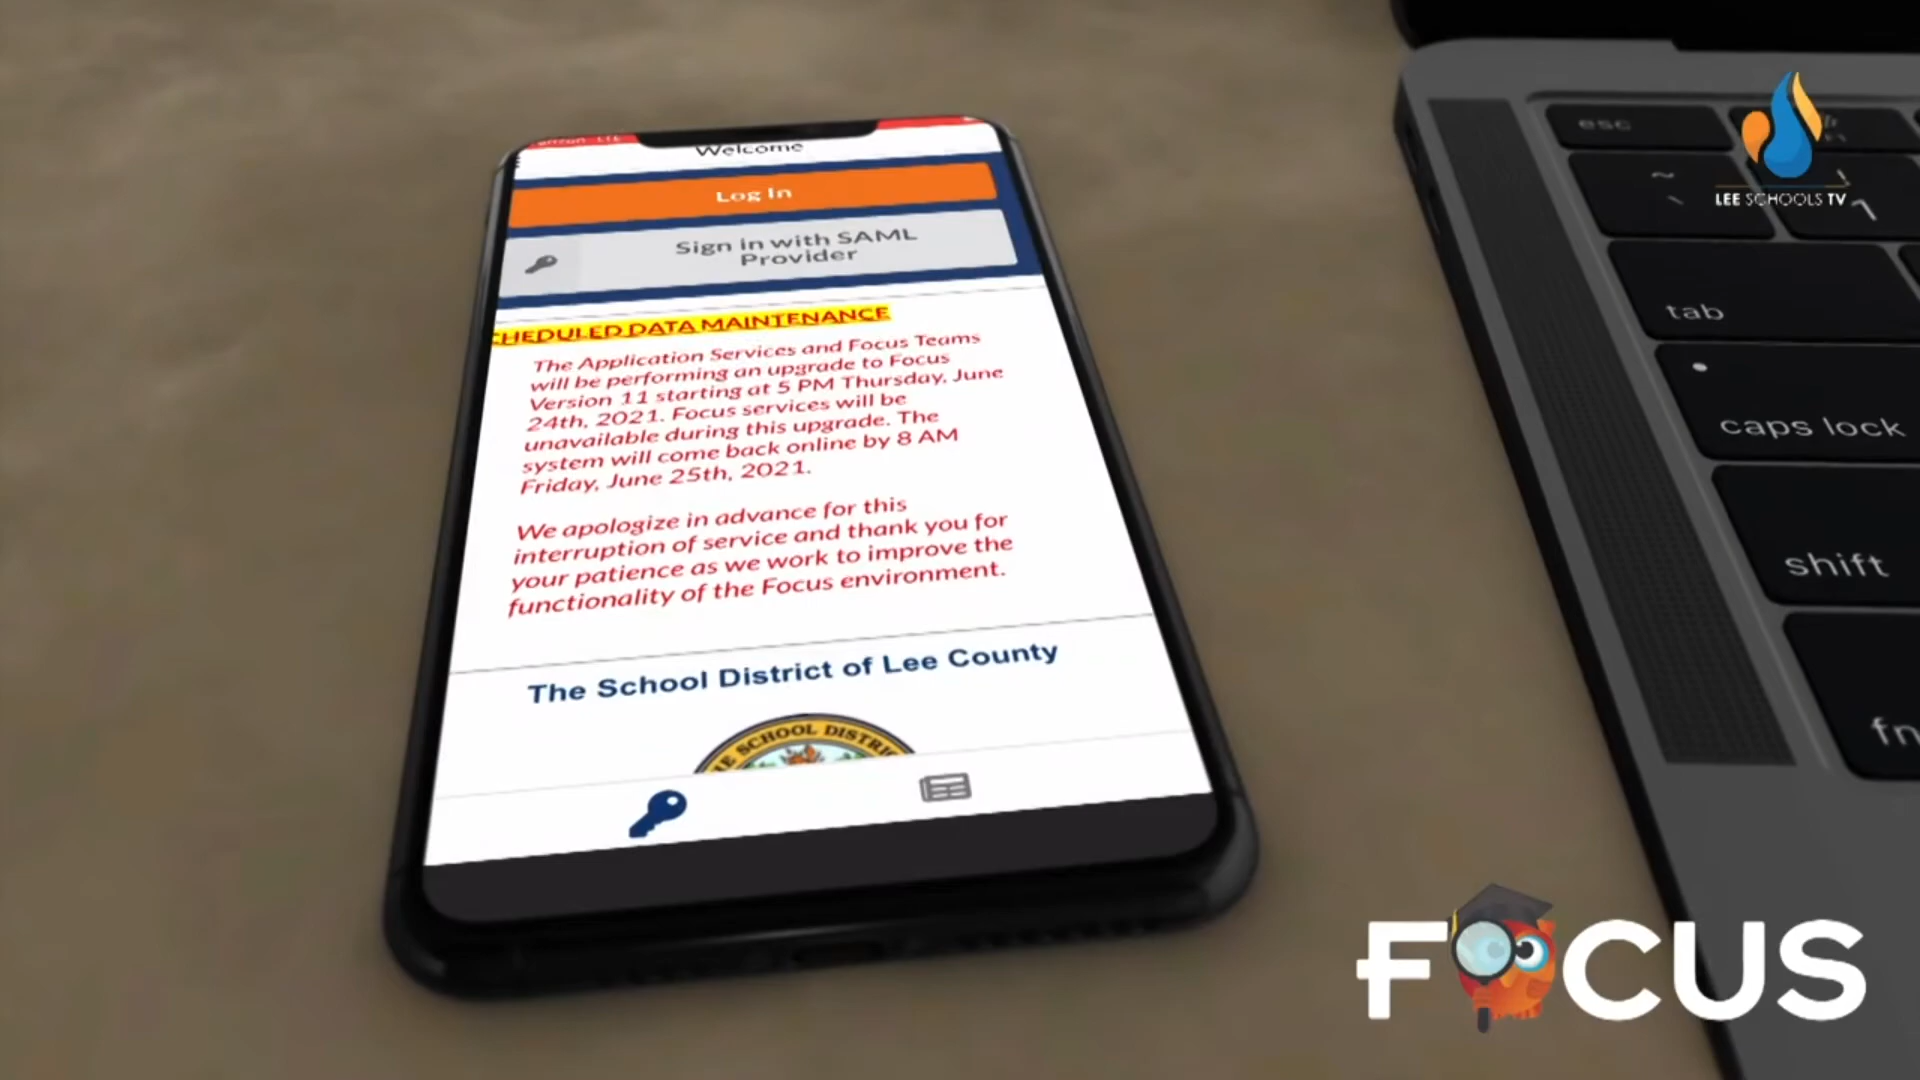 Welcome
Log In
Sign in with SAML
Provider
CHEDULED DATA MAINTENANCE
The Application Services and Focus Teams
will be performing an upgrade to Focus
Version 11 starting at 5 PM Thursday, June
24th, 2021. Focus services will be
unavailable during this upgrade. The
system will come back online by 8 AM
Friday, June 25th, 2021.
We apologize in advance for this
interruption of service and thank you for
your patience as we work to improve the
functionality of the Focus environment.
The School District of Lee County
SCHOOL
LEE SCHOOLS TV
esc
tab
caps lock
shift
fn
FOCUS